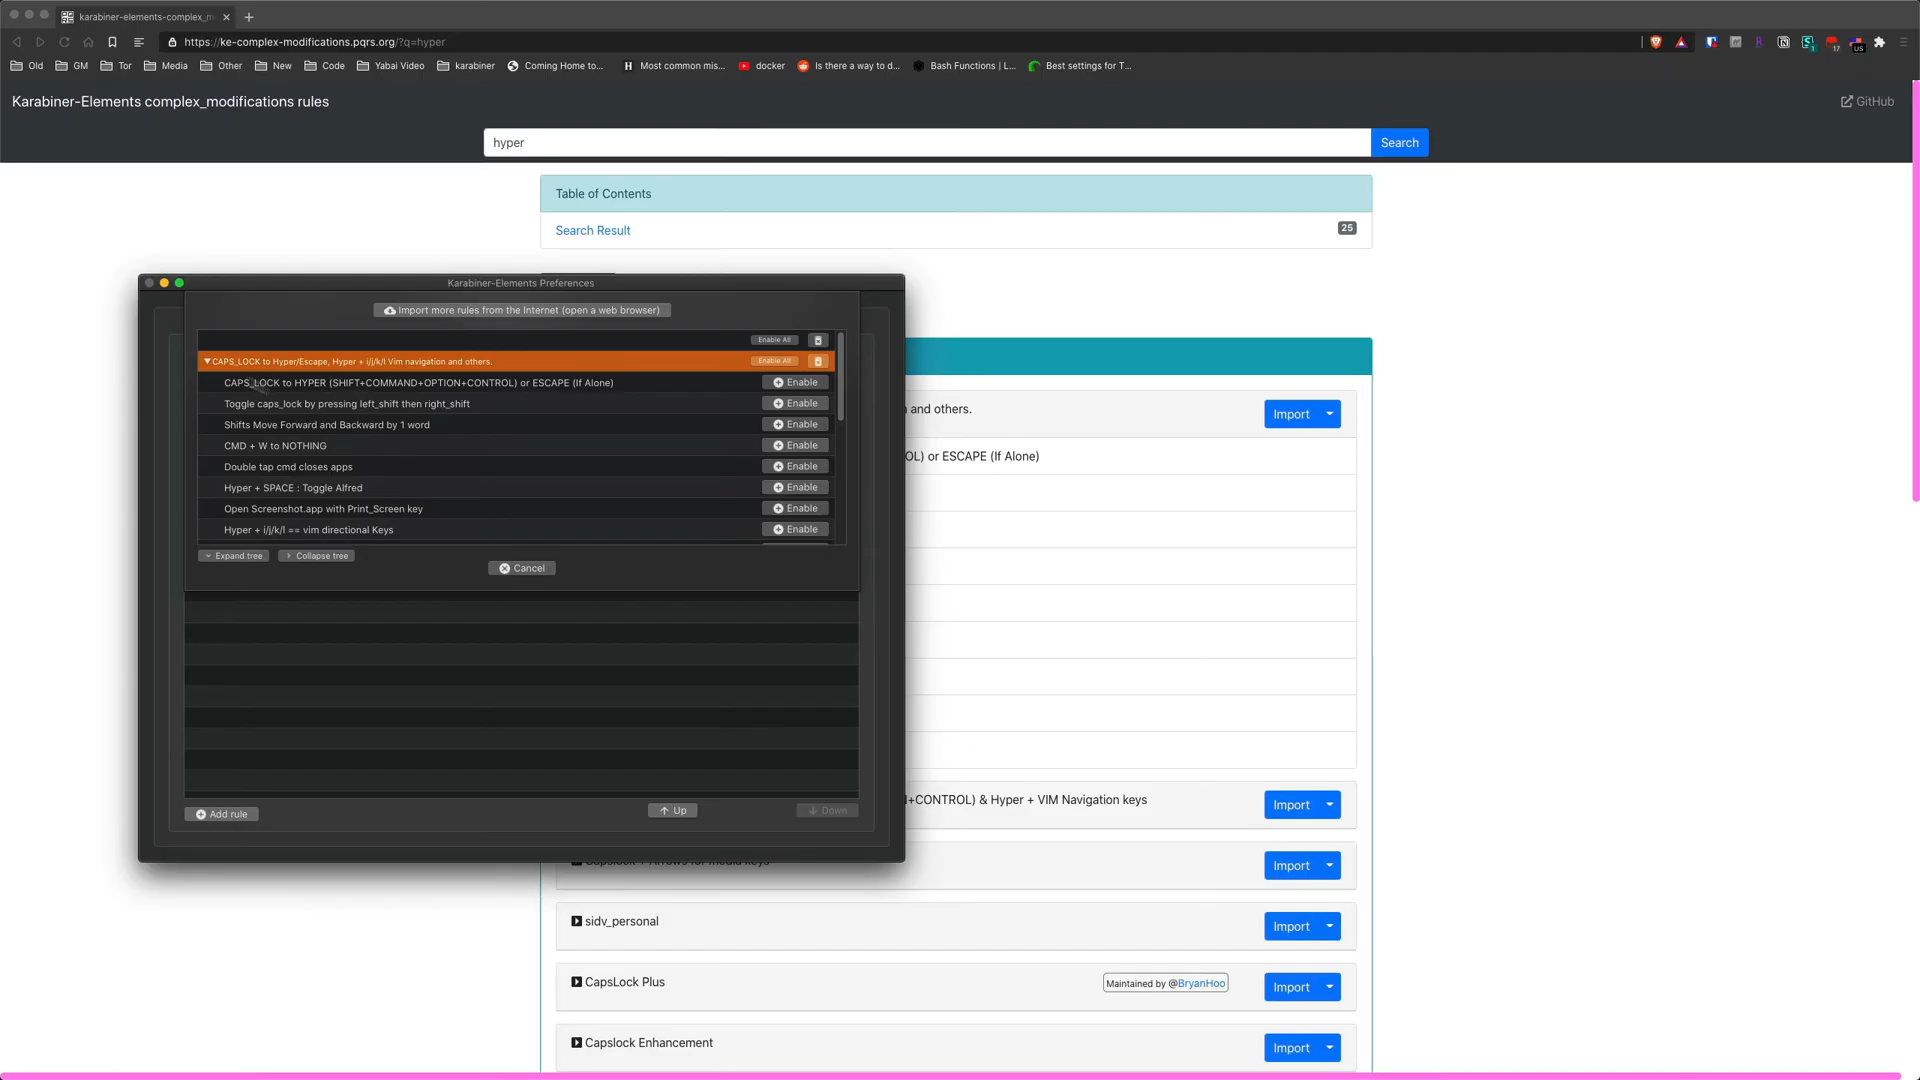 karabiner-elements-complex_m
https://ke-complex-modifications.pqrs.org/?q=hyper
17
US
Old
GM
Tor
Media
Other
New
Code
Yabai Video
karabiner
Coming Home to...
Most common mis...
docker
Is there a way to d...
Bash Functions | L...
Best settings for T...
Karabiner-Elements complex_modifications rules
GitHub
hyper
Search
Table of Contents
Search Result
25
Karabiner-Elements Preferences
Import more rules from the Internet (open a web browser)
Enable All
CAPS_LOCK to Hyper/Escape, Hyper + i/j/k/l Vim navigation and others.
Enable All
CAPS_LOCK to HYPER (SHIFT+COMMAND+OPTION+CONTROL) or ESCAPE (If Alone)
Enable
Toggle caps_lock by pressing left_shift then right_shift
Enable
Shifts Move Forward and Backward by 1 word
Enable
CMD + W to NOTHING
Enable
Double tap cmd closes apps
Enable
Hyper + SPACE : Toggle Alfred
Enable
Open Screenshot.app with Print_Screen key
Enable
Hyper + i/j/k/l == vim directional Keys
Enable
Expand tree
Collapse tree
Cancel
Add rule
Up
Down
and others.
Import
OL) or ESCAPE (If Alone)
+CONTROL) & Hyper + VIM Navigation keys
Import
Capslock + Arrows for media keys
Import
sidv_personal
Import
CapsLock Plus
Maintained by @BryanHoo
Import
Capslock Enhancement
Import